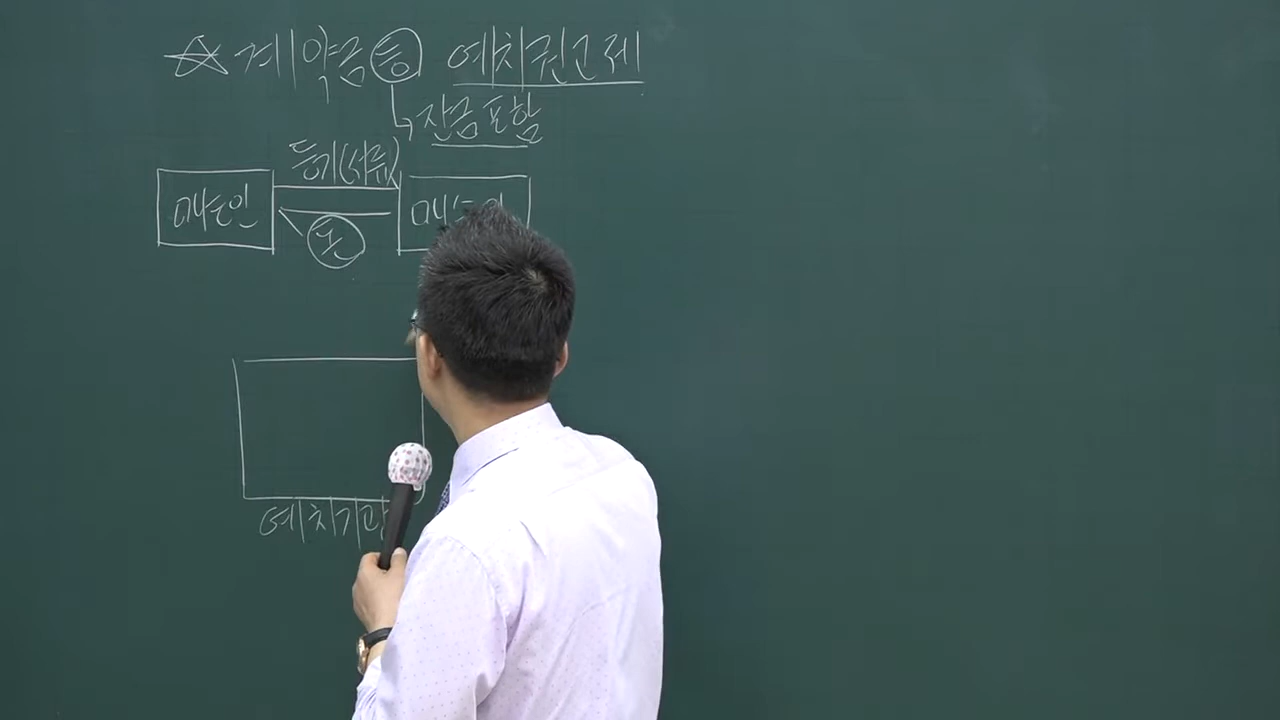 ☆ 계약금 등 예치권고제
잔금 포함
등기(서류)
매도인
매수인
돈
예치기관